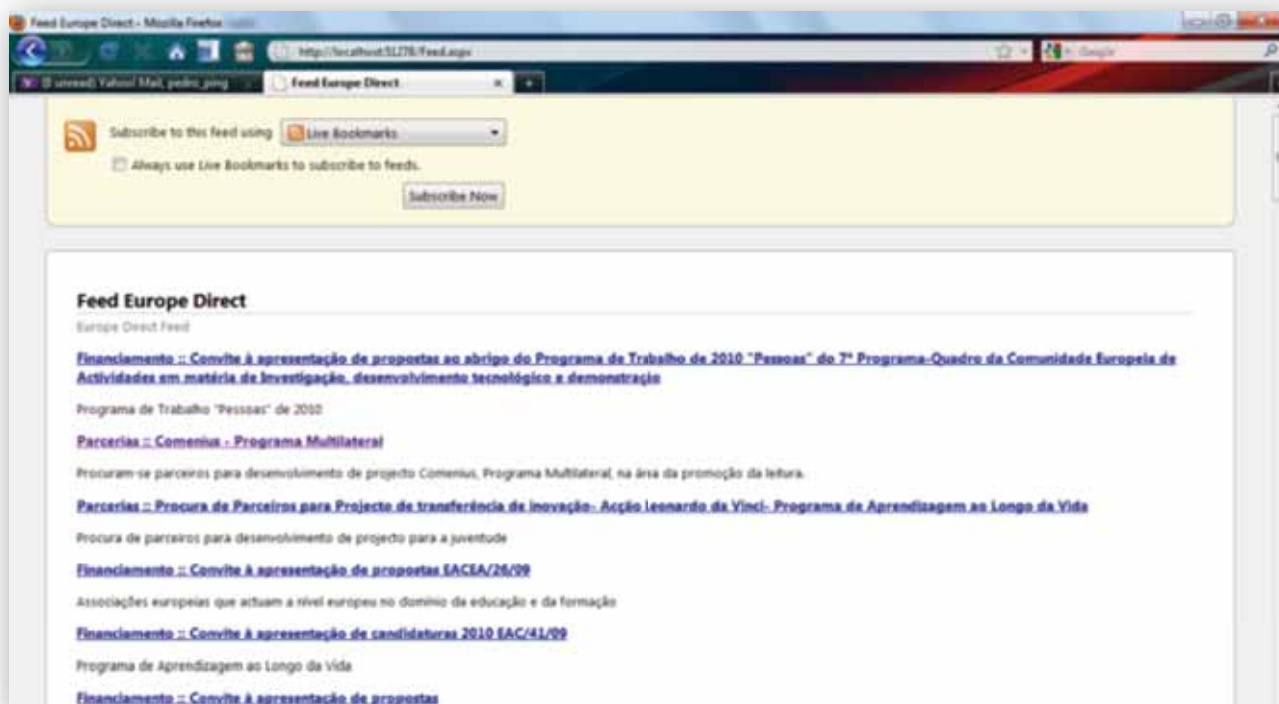 Feed Europe Direct - Mozilla Firefox
http://localhost:51278/Feed.aspx
Google
unread) Yahoo! Mail, pedro_ping
Feed Europe Direct
Subscribe to this feed using Live Bookmarks
Always use Live Bookmarks to subscribe to feeds.
Subscribe Now
Feed Europe Direct
Europe Direct Feed
Financiamento :: Convite à apresentação de propostas ao abrigo do Programa de Trabalho de 2010 "Pessoas" do 7º Programa-Quadro da Comunidade Europeia de
Actividades em matéria de Investigação, desenvolvimento tecnológico e demonstração
Programa de Trabalho "Pessoas" de 2010
Parcerias :: Comenius - Programa Multilateral
Procuram-se parceiros para desenvolvimento de projecto Comenius, Programa Multilateral, na área da promoção da leitura.
Parcerias :: Procura de Parceiros para Projecto de transferência de inovação- Acção leonardo da Vinci- Programa de Aprendizagem ao Longo da Vida
Procura de parceiros para desenvolvimento de projecto para a juventude
Financiamento :: Convite à apresentação de propostas EACEA/26/09
Associações europeias que actuam a nível europeu no domínio da educação e da formação
Financiamento :: Convite à apresentação de candidaturas 2010 EAC/41/09
Programa de Aprendizagem ao Longo da Vida
Financiamento :: Convite à apresentação de propostas